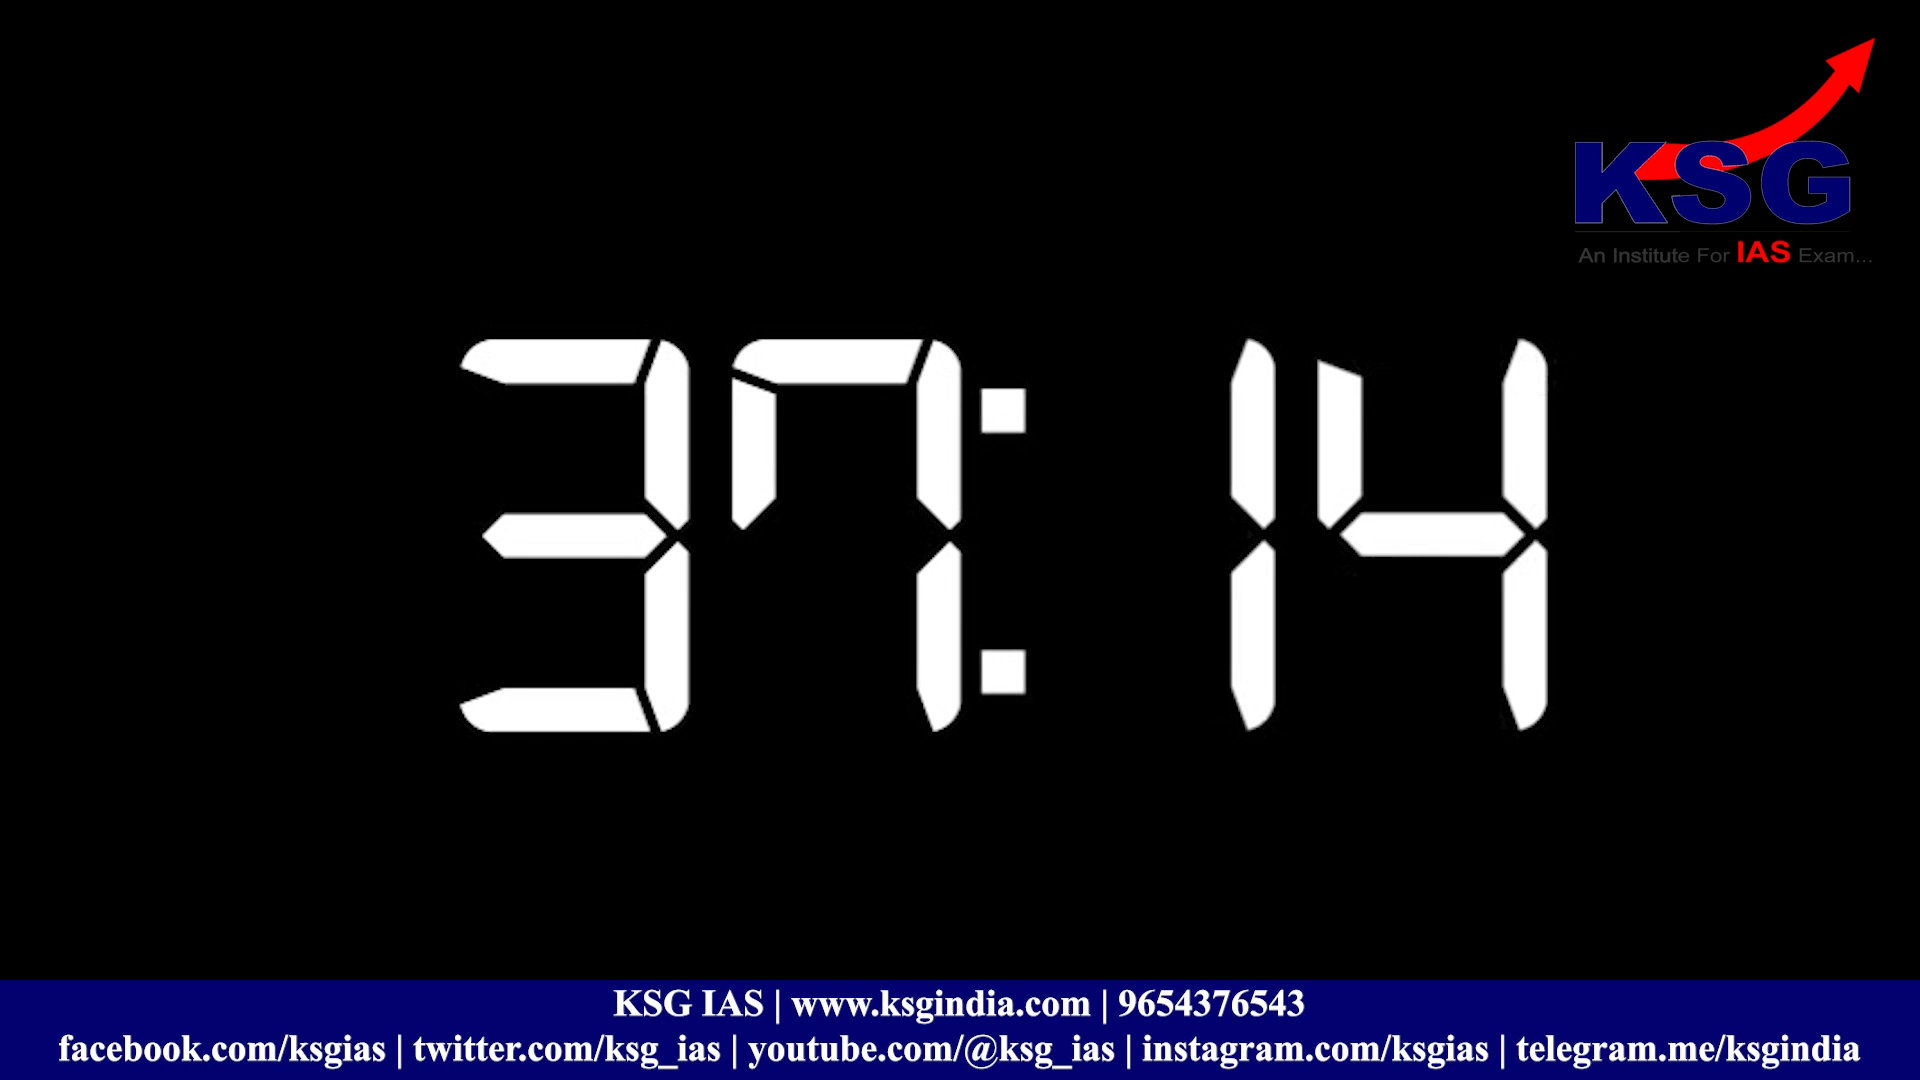 KSG
An Institute For IAS Exam...
37:14
KSG IAS | www.ksgindia.com | 9654376543
facebook.com/ksgias | twitter.com/ksg_ias | youtube.com/@ksg_ias | instagram.com/ksgias | telegram.me/ksgindia